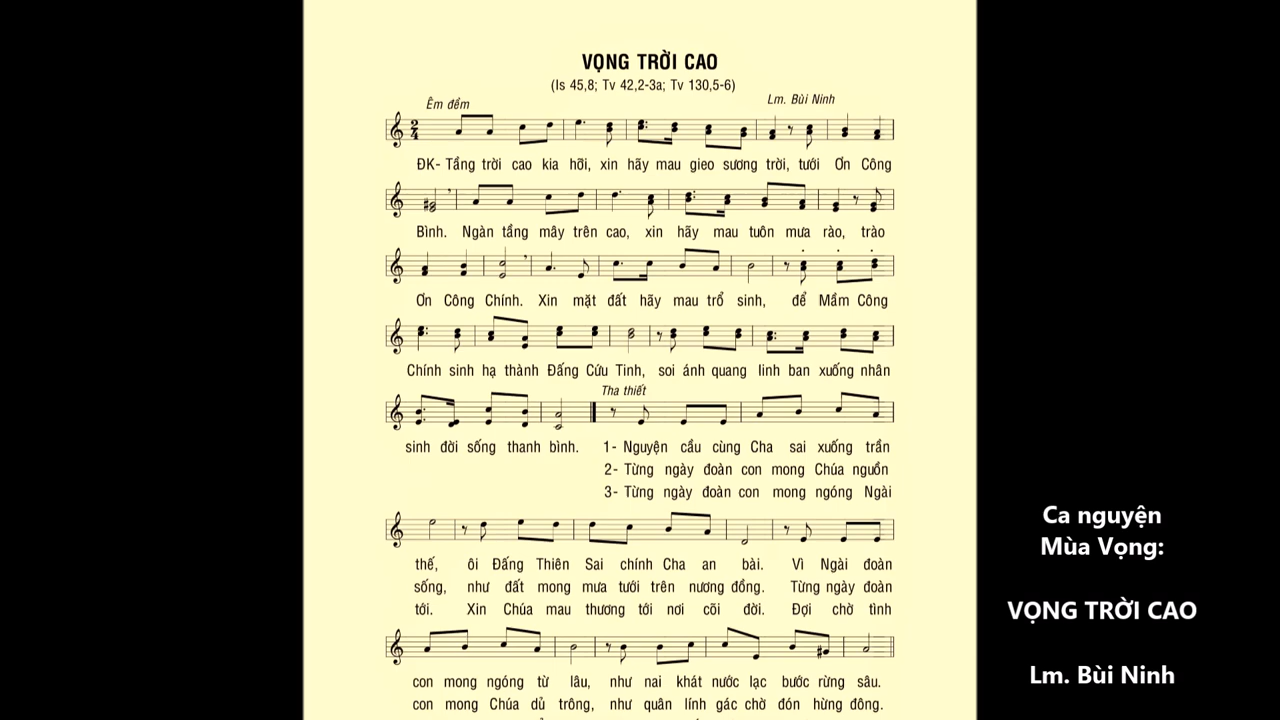 VỌNG TRỜI CAO
(Is 45,8; Tv 42,2-3a; Tv 130,5-6)
Êm đềm
Lm. Bùi Ninh
ĐK- Tầng trời cao kia hỡi, xin hãy mau gieo sương trời, tưới Ơn Công
Bình. Ngàn tầng mây trên cao, xin hãy mau tuôn mưa rào, trào
Ơn Công Chính. Xin mặt đất hãy mau trổ sinh, để Mầm Công
Chính sinh hạ thành Đấng Cứu Tinh, soi ánh quang linh ban xuống nhân
Tha thiết
sinh đời sống thanh bình. 1- Nguyện cầu cùng Cha sai xuống trần
2- Từng ngày đoàn con mong Chúa nguồn
3- Từng ngày đoàn con mong ngóng Ngài
thế, ôi Đấng Thiên Sai chính Cha an bài. Vì Ngài đoàn
sống, như đất mong mưa tưới trên nương đồng. Từng ngày đoàn
tới. Xin Chúa mau thương tới nơi cõi đời. Đợi chờ tình
con mong ngóng từ lâu, như nai khát nước lạc bước rừng sâu.
con mong Chúa dủ trông, như quân lính gác chờ đón hừng đông.
Ca nguyện
Mùa Vọng:
VỌNG TRỜI CAO
Lm. Bùi Ninh